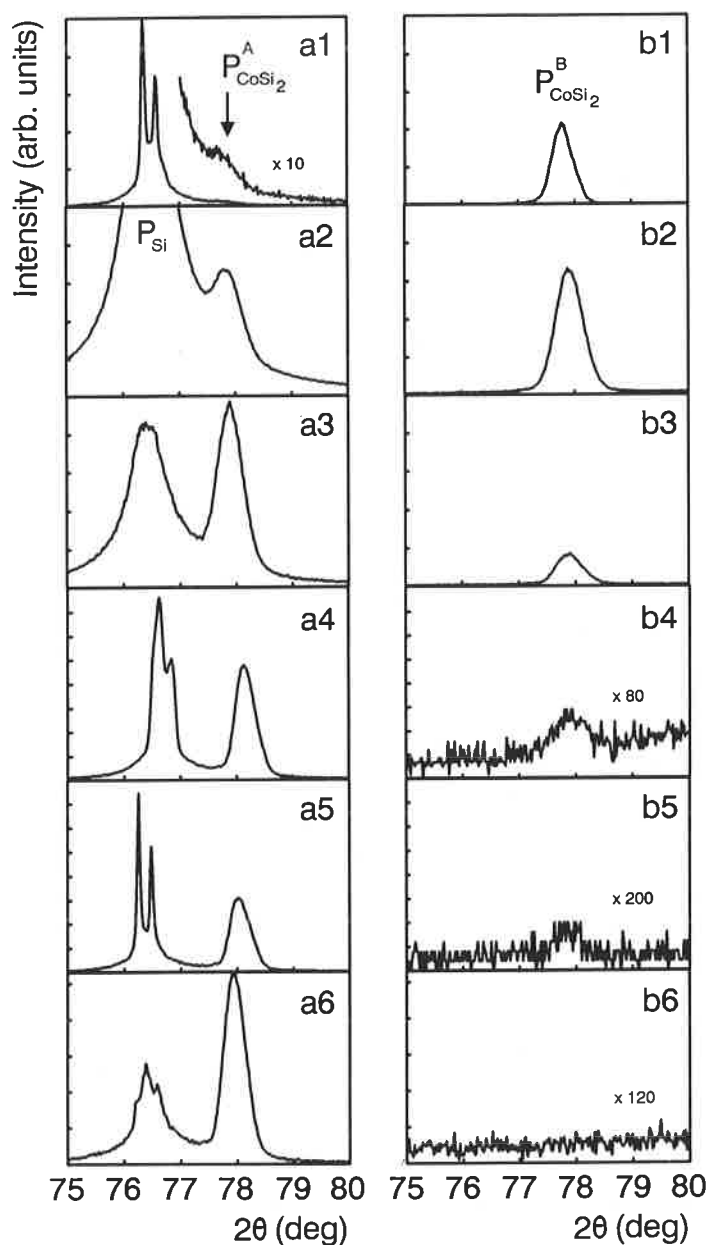 Intensity (arb. units)
a1
P^A_CoSi₂
x 10
a2
P_Si
a3
a4
a5
a6
75 76 77 78 79 80
2θ (deg)
b1
P^B_CoSi₂
b2
b3
b4
x 80
b5
x 200
b6
x 120
75 76 77 78 79 80
2θ (deg)